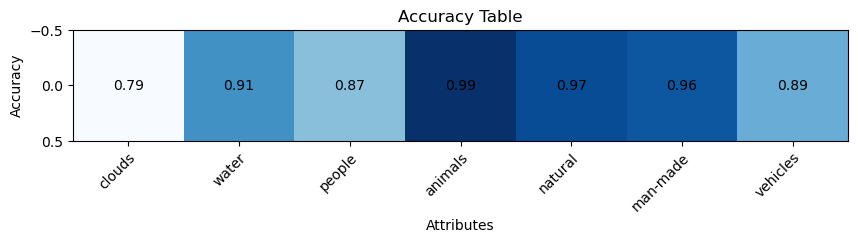 Accuracy Table
Accuracy
−0.5
0.0
0.5
0.79 0.91 0.87 0.99 0.97 0.96 0.89
clouds water people animals natural man-made vehicles
Attributes